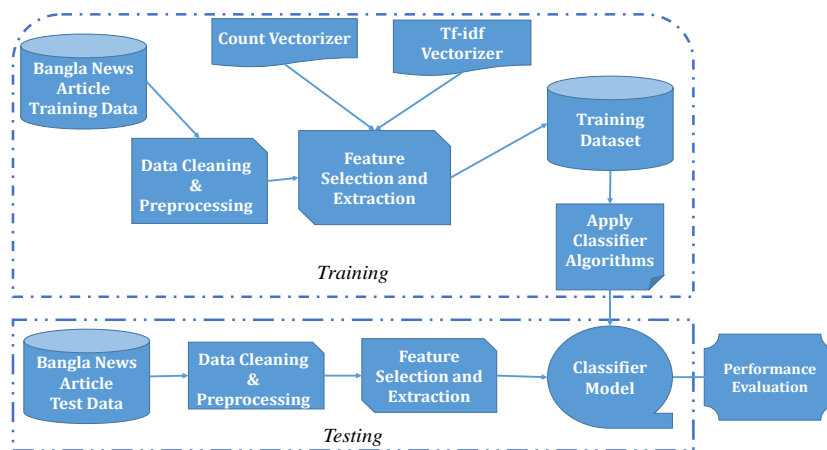 Bangla News
Article
Training Data
Count Vectorizer
Tf-idf
Vectorizer
Data Cleaning
&
Preprocessing
Feature
Selection and
Extraction
Training
Dataset
Apply
Classifier
Algorithms
Training
Bangla News
Article
Test Data
Data Cleaning
&
Preprocessing
Feature
Selection and
Extraction
Classifier
Model
Performance
Evaluation
Testing